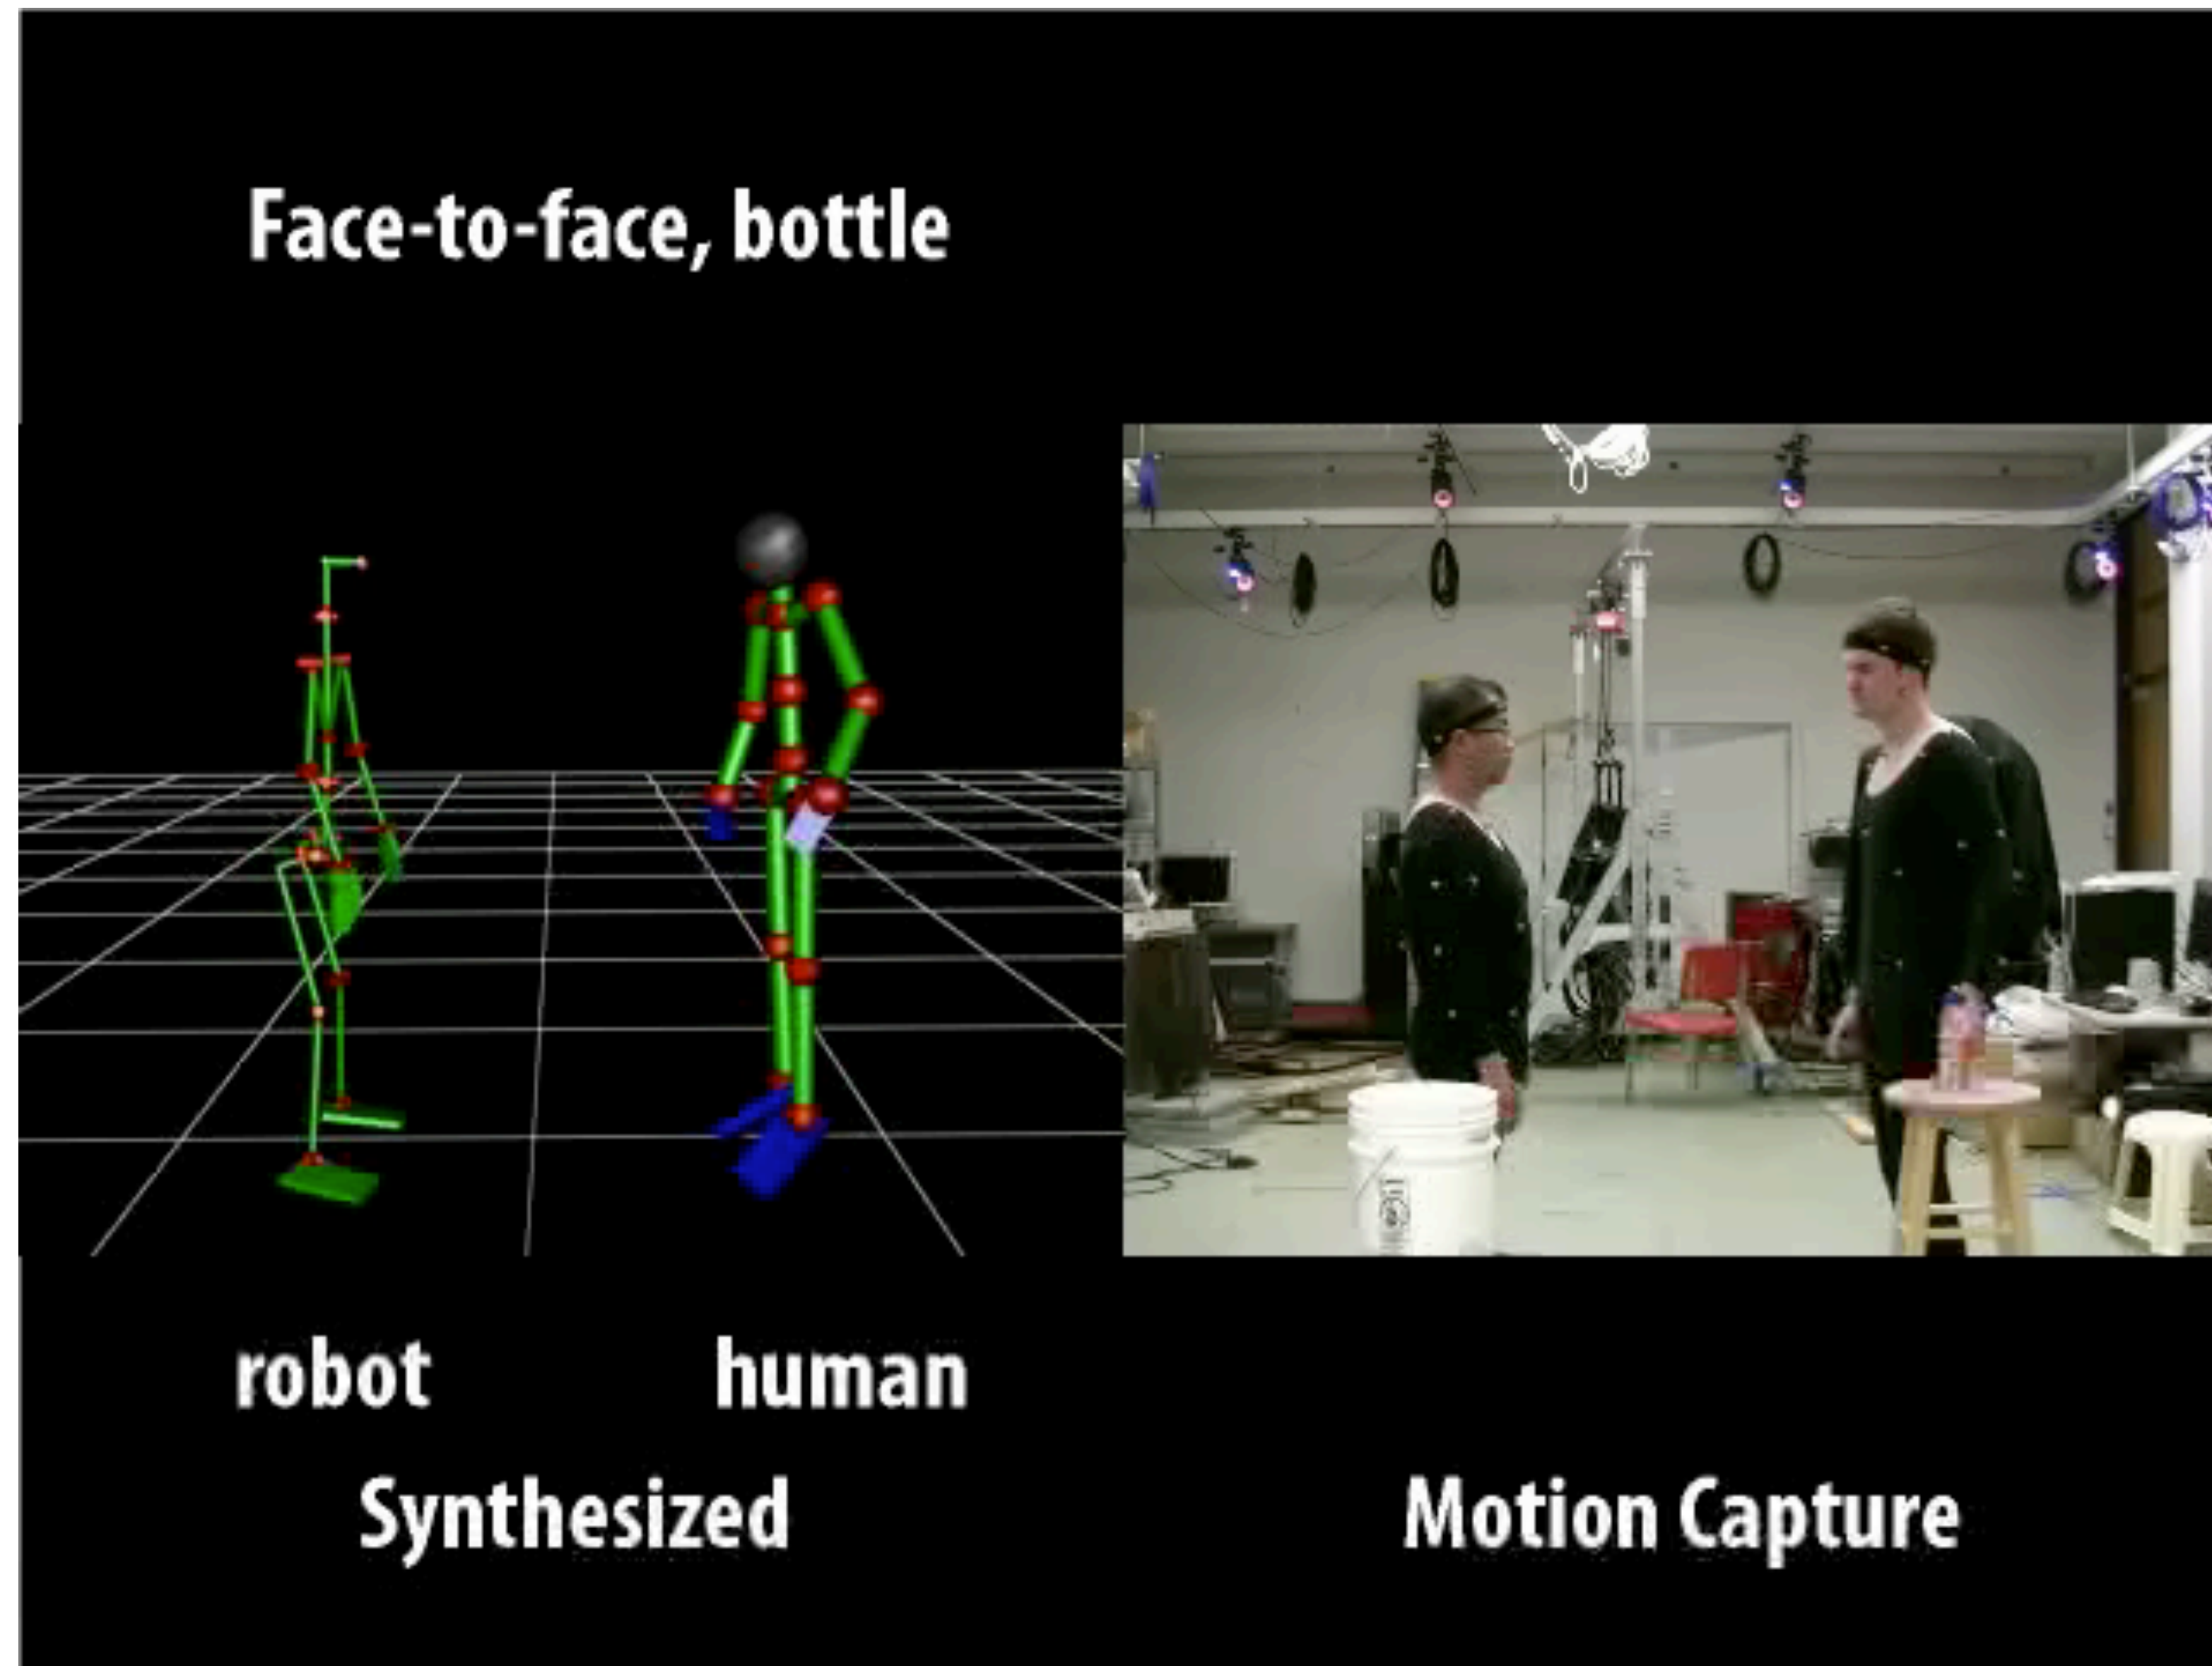 Face-to-face, bottle
robot human
Synthesized
Motion Capture